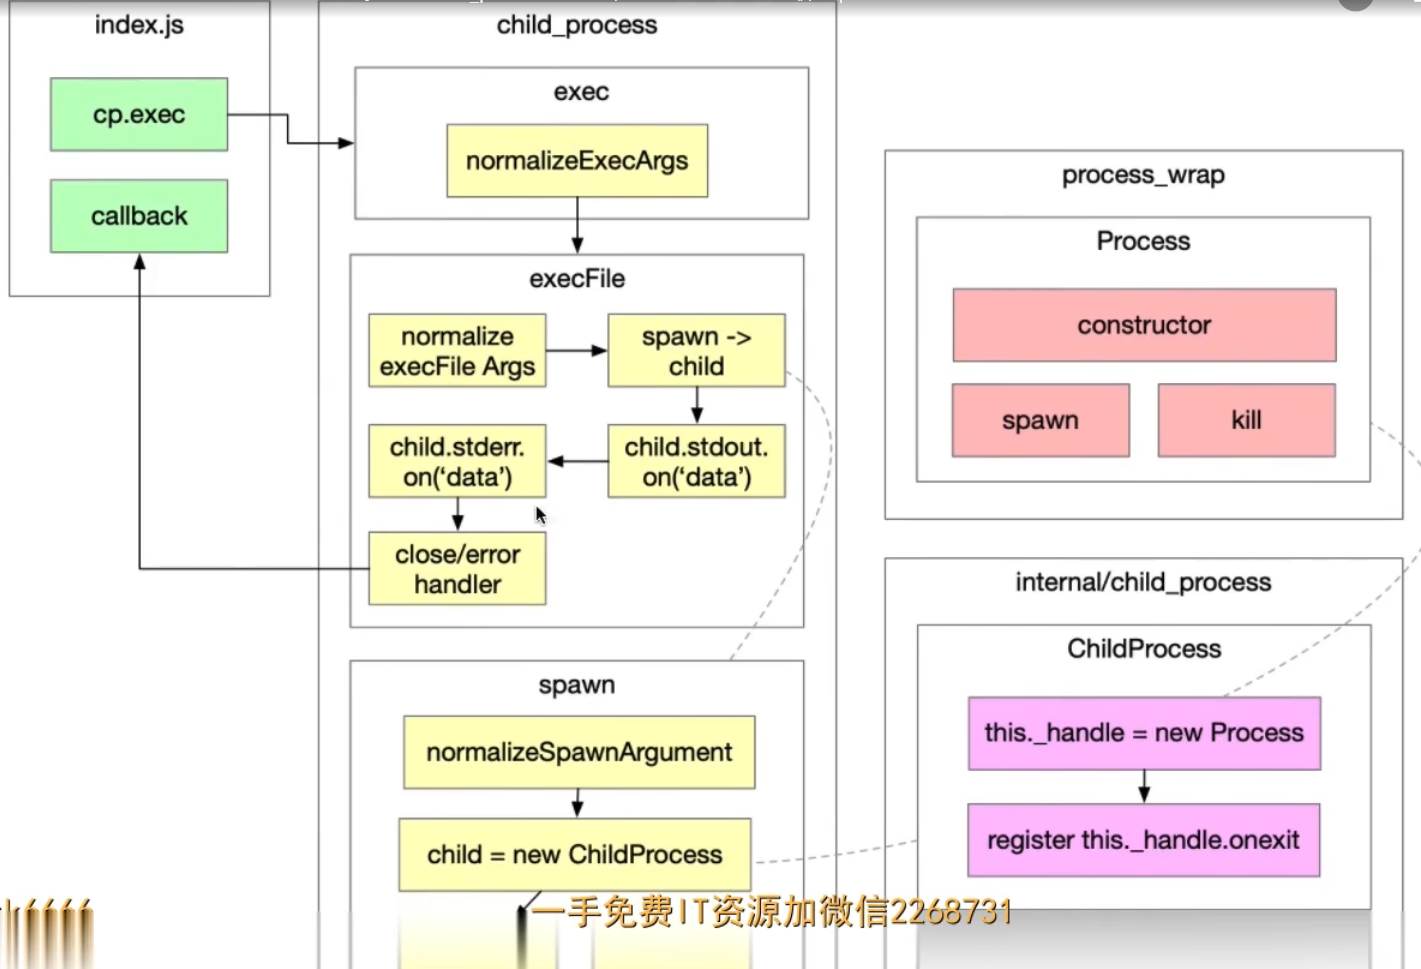 index.js
cp.exec
callback
child_process
exec
normalizeExecArgs
execFile
normalize
execFile Args
spawn ->
child
child.stderr.
on(‘data’)
child.stdout.
on(‘data’)
close/error
handler
spawn
normalizeSpawnArgument
child = new ChildProcess
process_wrap
Process
constructor
spawn
kill
internal/child_process
ChildProcess
this._handle = new Process
register this._handle.onexit
一手免费IT资源加微信2268731